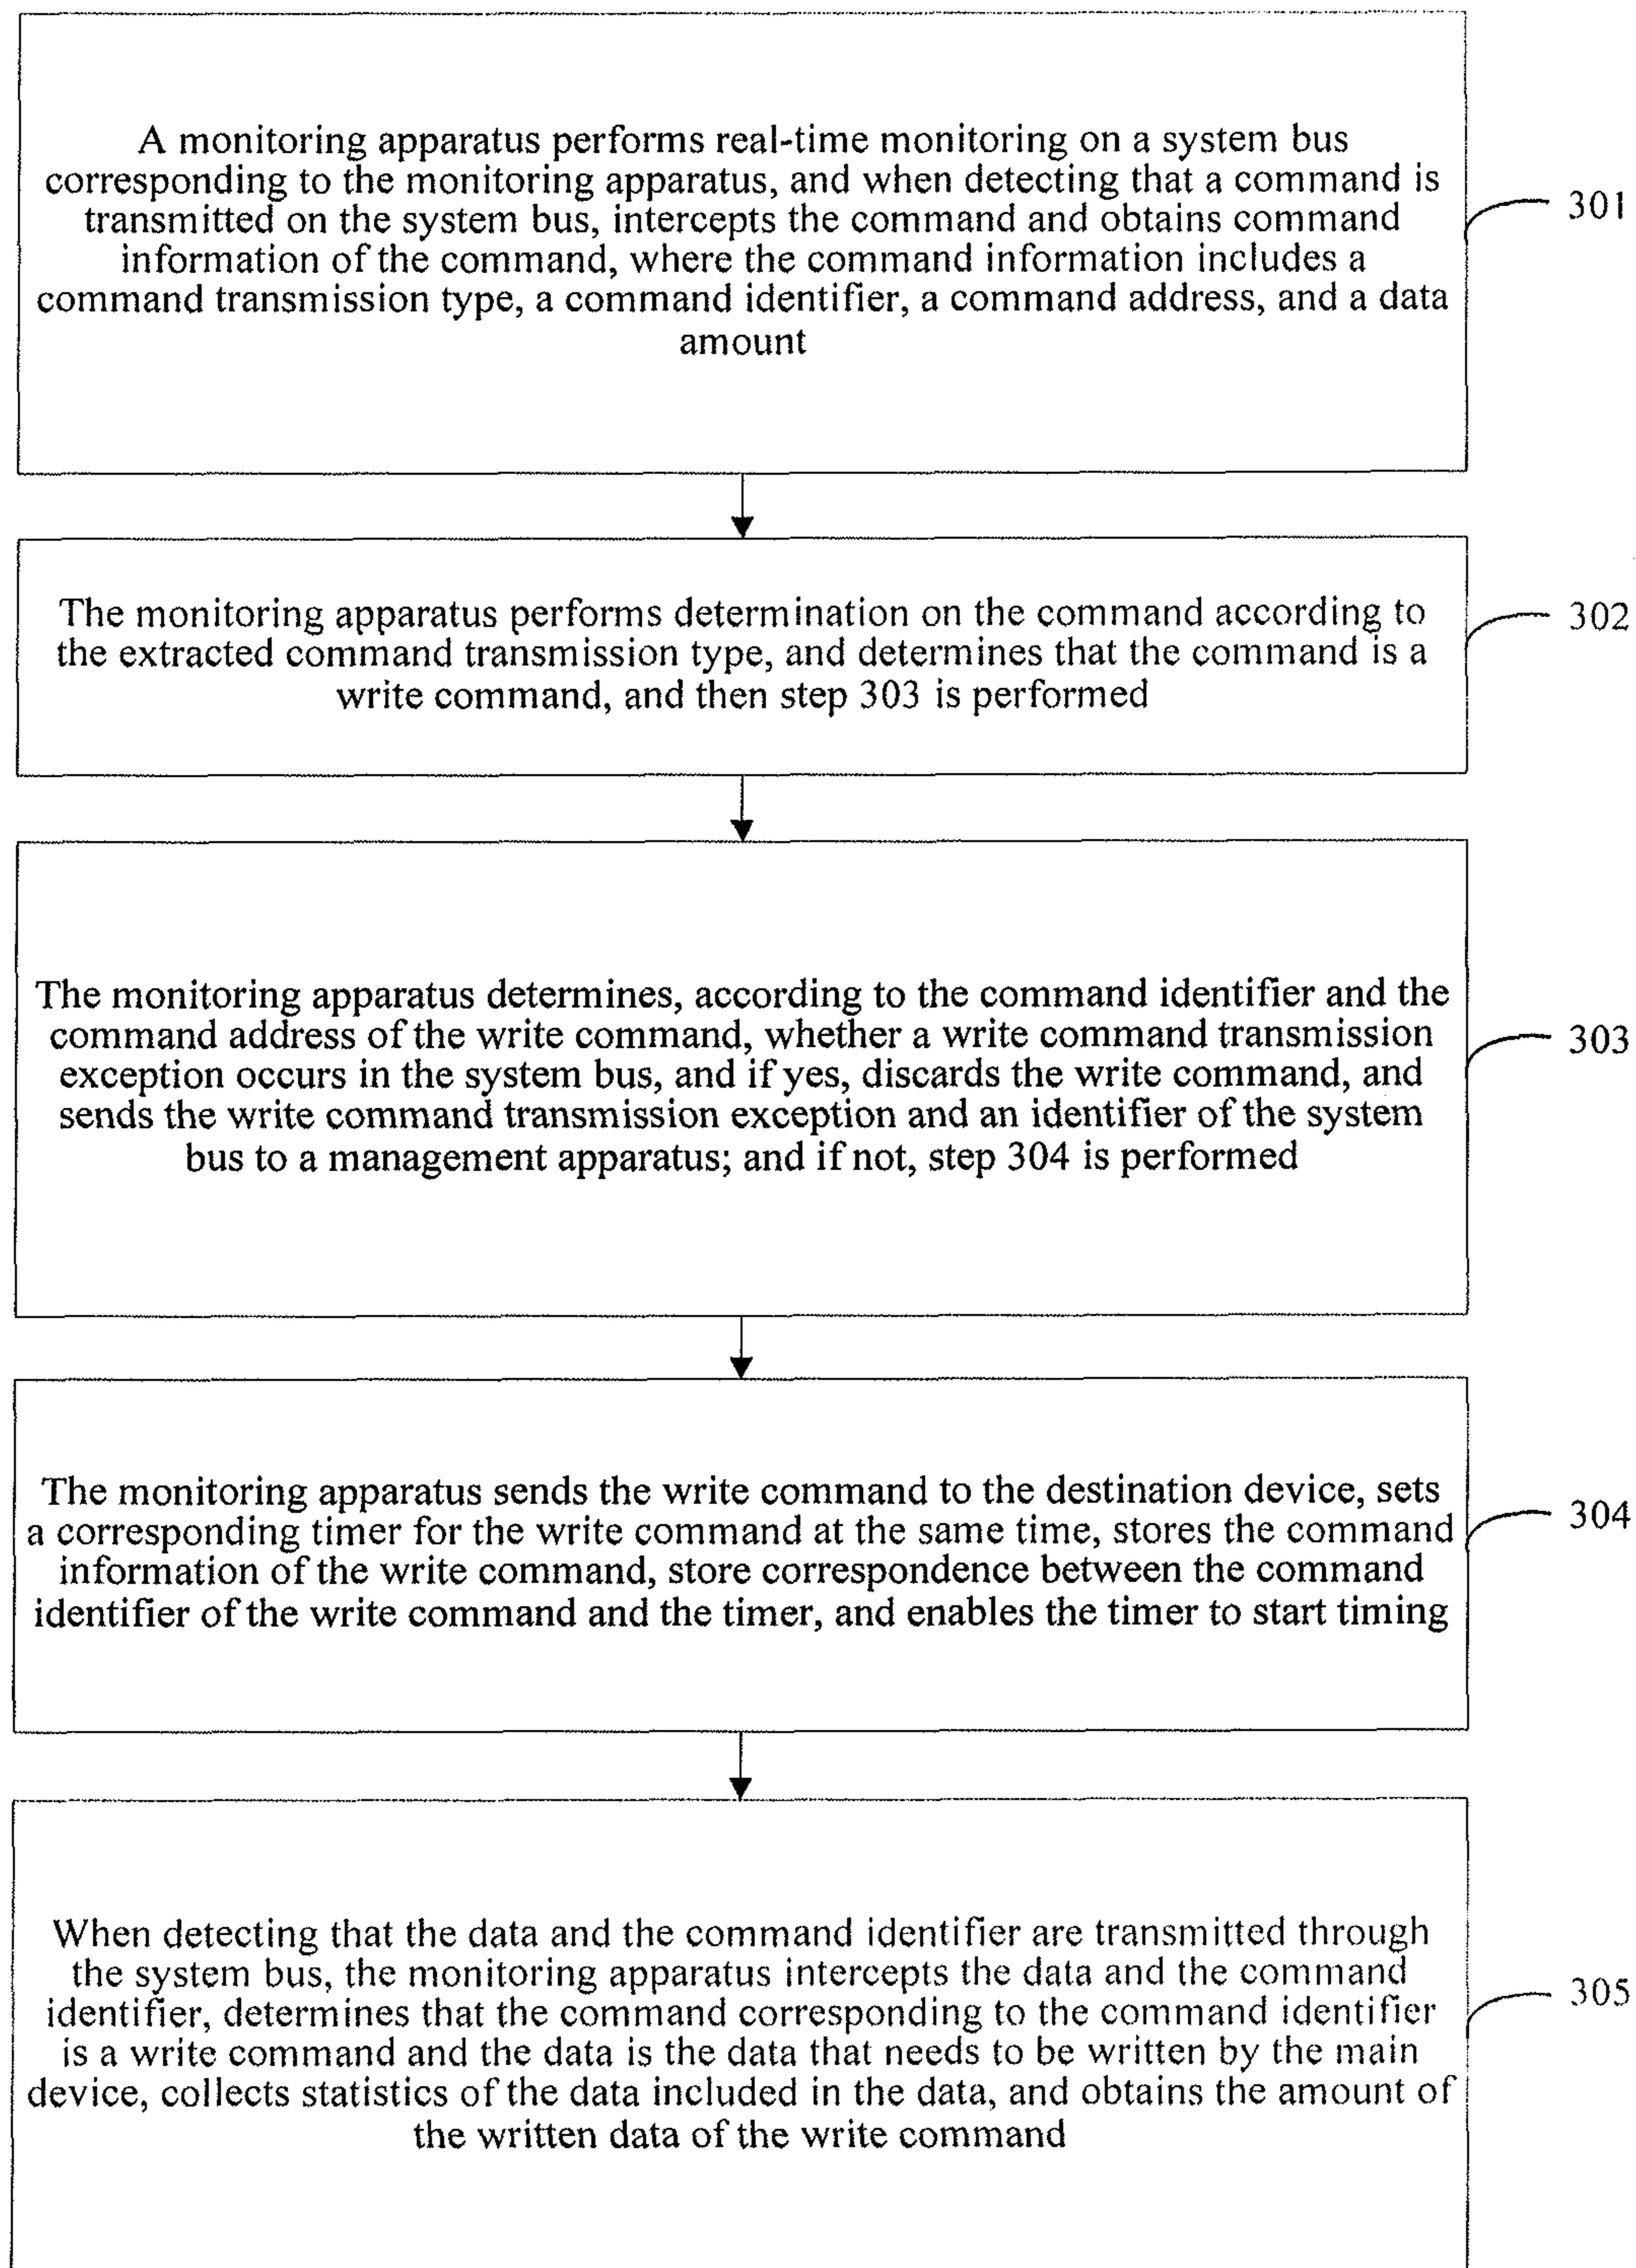 A monitoring apparatus performs real-time monitoring on a system bus
corresponding to the monitoring apparatus, and when detecting that a command is
transmitted on the system bus, intercepts the command and obtains command
information of the command, where the command information includes a
command transmission type, a command identifier, a command address, and a data
amount
301
The monitoring apparatus performs determination on the command according to
the extracted command transmission type, and determines that the command is a
write command, and then step 303 is performed
302
The monitoring apparatus determines, according to the command identifier and the
command address of the write command, whether a write command transmission
exception occurs in the system bus, and if yes, discards the write command, and
sends the write command transmission exception and an identifier of the system
bus to a management apparatus; and if not, step 304 is performed
303
The monitoring apparatus sends the write command to the destination device, sets
a corresponding timer for the write command at the same time, stores the command
information of the write command, store correspondence between the command
identifier of the write command and the timer, and enables the timer to start timing
304
When detecting that the data and the command identifier are transmitted through
the system bus, the monitoring apparatus intercepts the data and the command
identifier, determines that the command corresponding to the command identifier
is a write command and the data is the data that needs to be written by the main
device, collects statistics of the data included in the data, and obtains the amount of
the written data of the write command
305